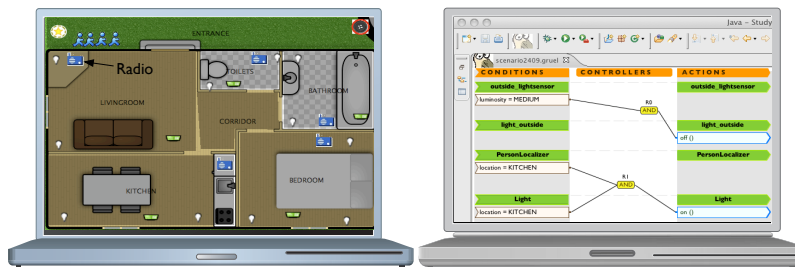 ENTRANCE
Radio
TOILETS
BATHROOM
LIVINGROOM
CORRIDOR
KITCHEN
BEDROOM
Java - Study
scenario2409.gruel
CONDITIONS CONTROLLERS ACTIONS
outside_lightsensor outside_lightsensor
luminosity = MEDIUM
R0
AND
light_outside light_outside
off ()
PersonLocalizer PersonLocalizer
location = KITCHEN
R1
AND
Light Light
location = KITCHEN on ()